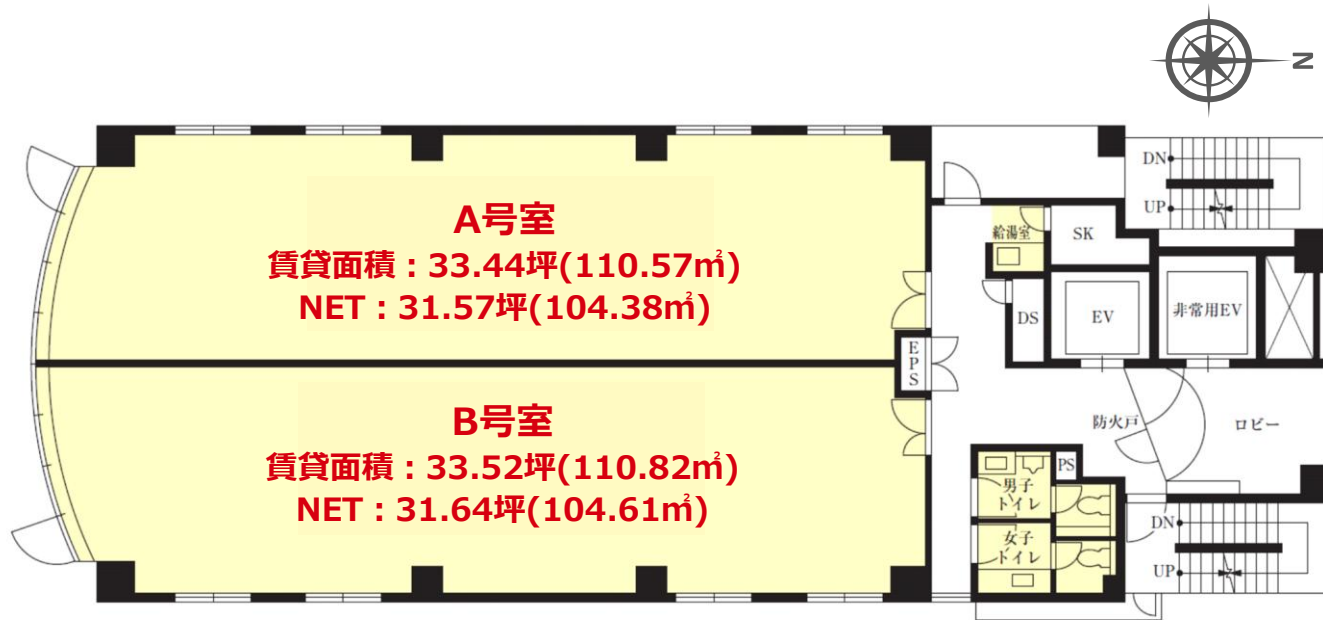 N
A号室
賃貸面積：33.44坪(110.57㎡)
NET：31.57坪(104.38㎡)
B号室
賃貸面積：33.52坪(110.82㎡)
NET：31.64坪(104.61㎡)
EPS
給湯室
SK
DS
EV
非常用EV
DN
UP
防火戸
ロビー
PS
男子
トイレ
女子
トイレ
DN
UP